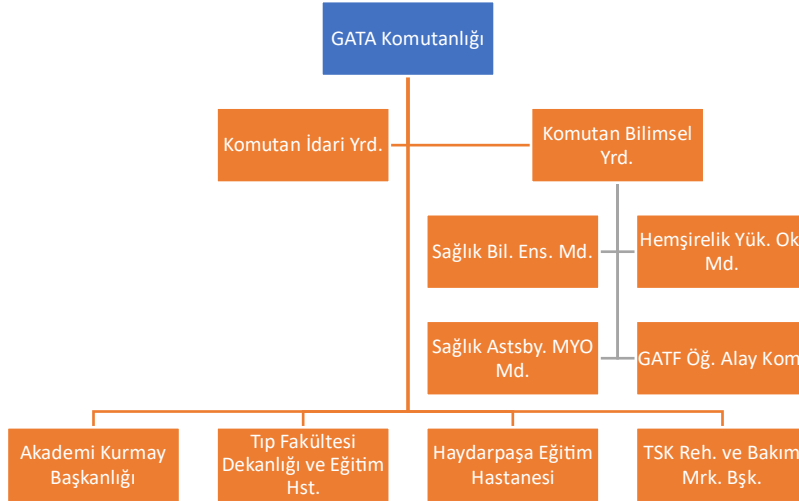 GATA Komutanlığı
Komutan İdari Yrd.
Komutan Bilimsel
Yrd.
Sağlık Bil. Ens. Md.
Hemşirelik Yük. Ok
Md.
Sağlık Astsby. MYO
Md.
GATF Öğ. Alay Kom
Akademi Kurmay
Başkanlığı
Tıp Fakültesi
Dekanlığı ve Eğitim
Hst.
Haydarpaşa Eğitim
Hastanesi
TSK Reh. ve Bakım
Mrk. Bşk.